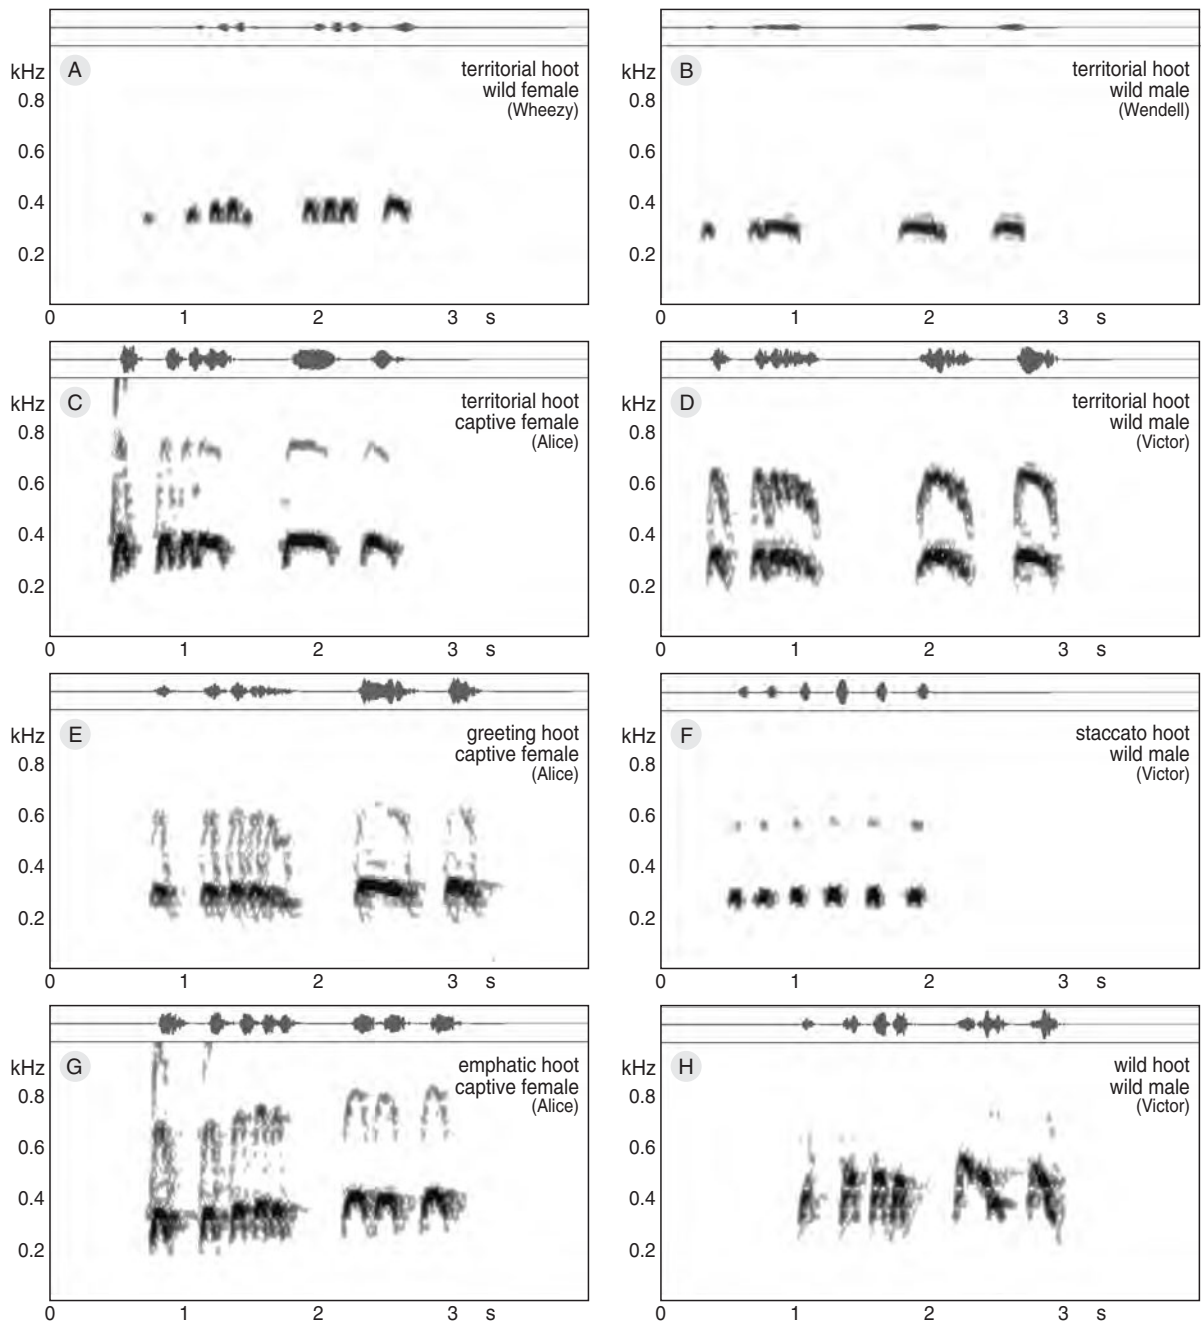 kHz A territorial hoot
wild female
(Wheezy)
0.8
0.6
0.4
0.2
0 1 2 3 s
kHz B territorial hoot
wild male
(Wendell)
0.8
0.6
0.4
0.2
0 1 2 3 s
kHz C territorial hoot
captive female
(Alice)
0.8
0.6
0.4
0.2
0 1 2 3 s
kHz D territorial hoot
wild male
(Victor)
0.8
0.6
0.4
0.2
0 1 2 3 s
kHz E greeting hoot
captive female
(Alice)
0.8
0.6
0.4
0.2
0 1 2 3 s
kHz F staccato hoot
wild male
(Victor)
0.8
0.6
0.4
0.2
0 1 2 3 s
kHz G emphatic hoot
captive female
(Alice)
0.8
0.6
0.4
0.2
0 1 2 3 s
kHz H wild hoot
wild male
(Victor)
0.8
0.6
0.4
0.2
0 1 2 3 s